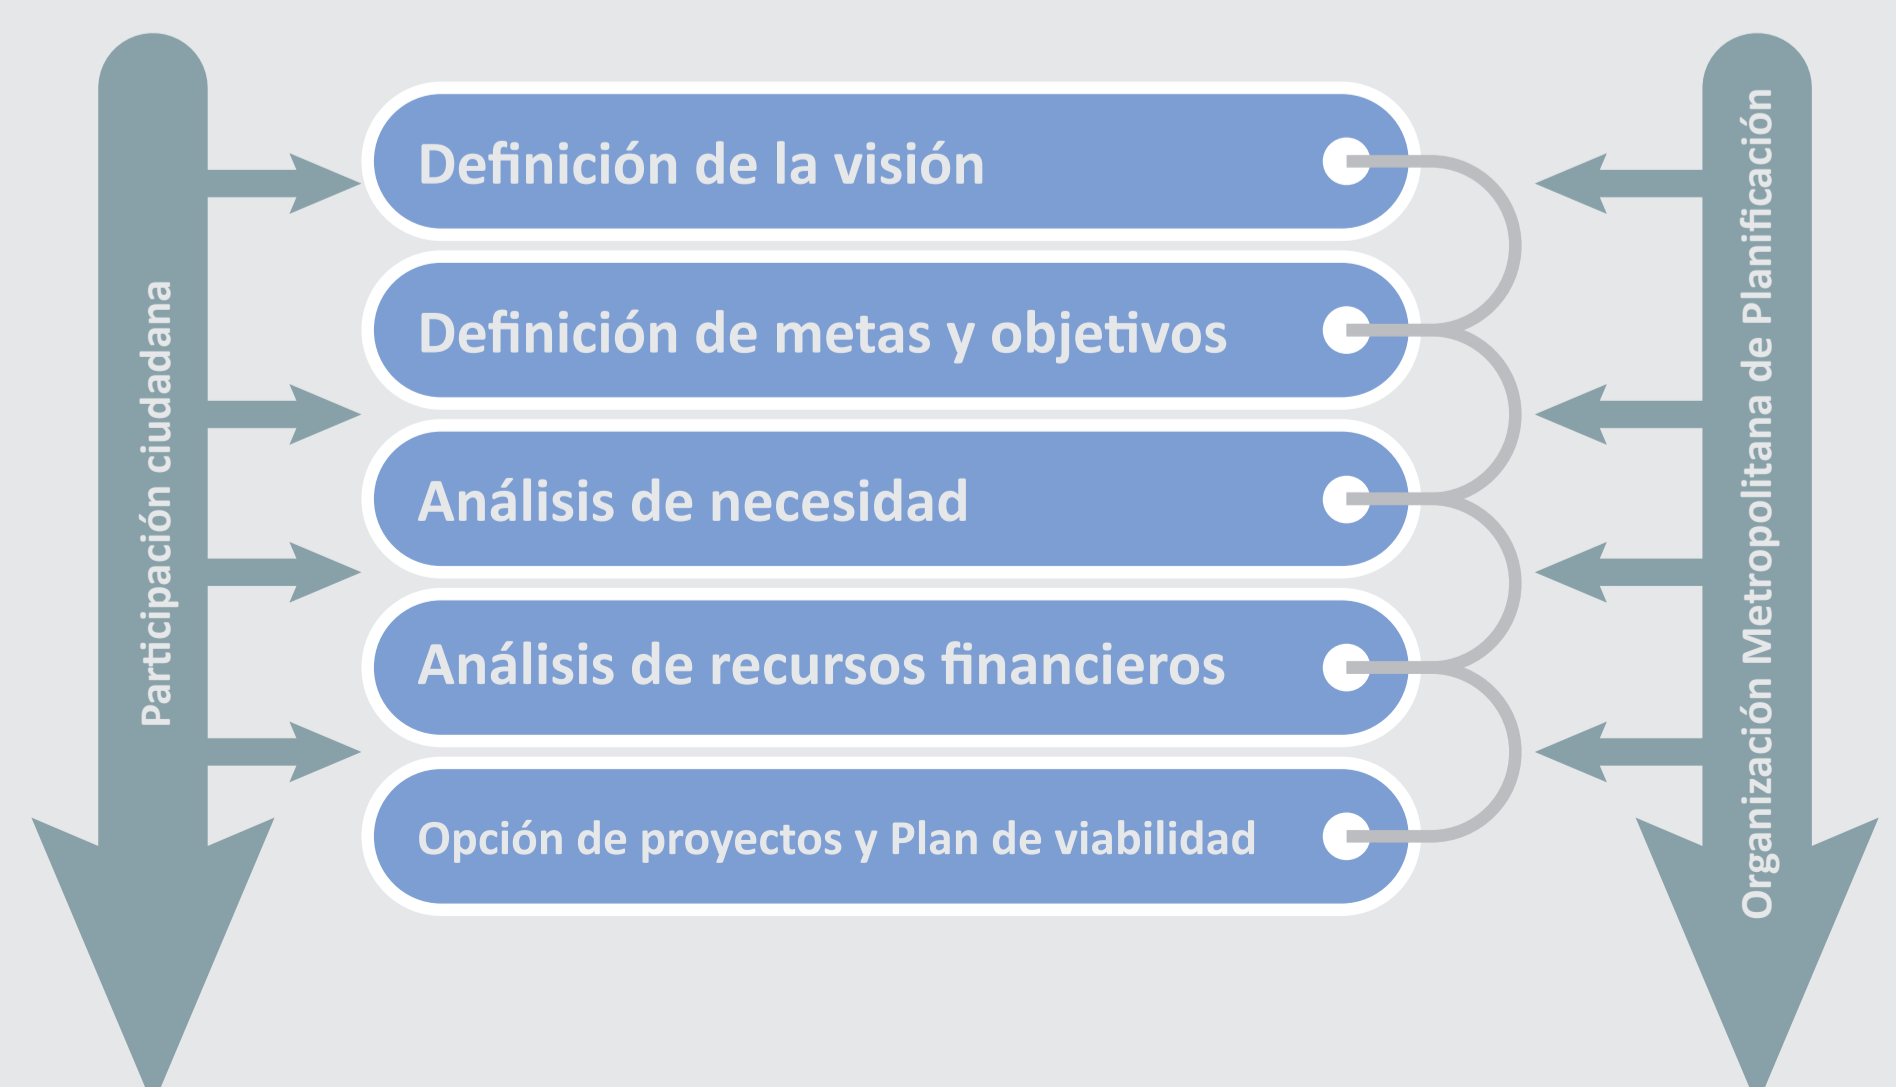 Participación ciudadana
Definición de la visión
Definición de metas y objetivos
Análisis de necesidad
Análisis de recursos financieros
Opción de proyectos y Plan de viabilidad
Organización Metropolitana de Planificación